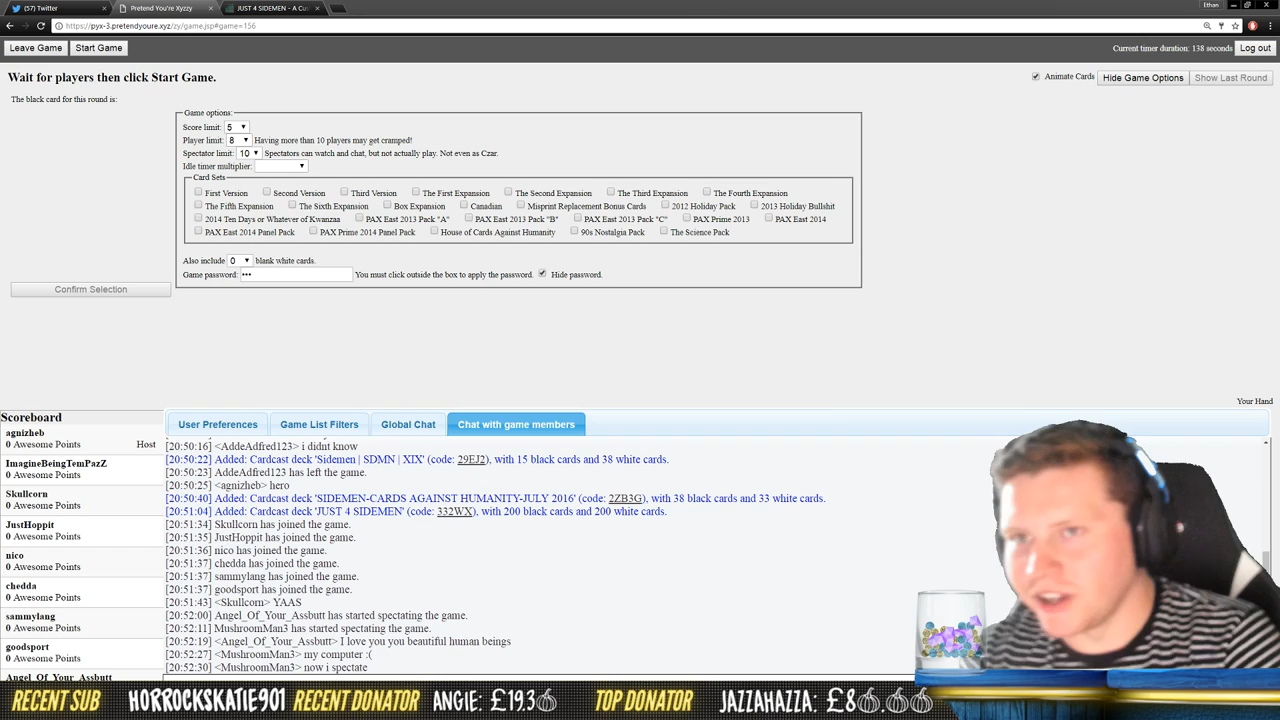 (57) Twitter
Pretend You're Xyzzy
JUST 4 SIDEMEN - A Cus
Ethan
https://pyx-3.pretendyoure.xyz/zy/game.jsp#game=156
Leave Game
Start Game
Current timer duration: 138 seconds
Log out
Wait for players then click Start Game.
Animate Cards
Hide Game Options
Show Last Round
The black card for this round is:
Game options:
Score limit: 5
Player limit: 8 Having more than 10 players may get cramped!
Spectator limit: 10 Spectators can watch and chat, but not actually play. Not even as Czar.
Idle timer multiplier:
Card Sets
First Version Second Version Third Version The First Expansion The Second Expansion The Third Expansion The Fourth Expansion
The Fifth Expansion The Sixth Expansion Box Expansion Canadian Misprint Replacement Bonus Cards 2012 Holiday Pack 2013 Holiday Bullshit
2014 Ten Days or Whatever of Kwanzaa PAX East 2013 Pack "A" PAX East 2013 Pack "B" PAX East 2013 Pack "C" PAX Prime 2013 PAX East 2014
PAX East 2014 Panel Pack PAX Prime 2014 Panel Pack House of Cards Against Humanity 90s Nostalgia Pack The Science Pack
Also include 0 blank white cards.
Game password: ••• You must click outside the box to apply the password. Hide password.
Confirm Selection
Your Hand
Scoreboard
agnizheb
0 Awesome Points Host
ImagineBeingTemPazZ
0 Awesome Points
Skullcorn
0 Awesome Points
JustHoppit
0 Awesome Points
nico
0 Awesome Points
chedda
0 Awesome Points
sammylang
0 Awesome Points
goodsport
0 Awesome Points
Angel_Of_Your_Assbutt
User Preferences
Game List Filters
Global Chat
Chat with game members
[20:50:16] <AddeAdfred123> i didnt know
[20:50:22] Added: Cardcast deck 'Sidemen | SDMN | XIX' (code: 29EJ2), with 15 black cards and 38 white cards.
[20:50:23] AddeAdfred123 has left the game.
[20:50:25] <agnizheb> hero
[20:50:40] Added: Cardcast deck 'SIDEMEN-CARDS AGAINST HUMANITY-JULY 2016' (code: 2ZB3G), with 38 black cards and 33 white cards.
[20:51:04] Added: Cardcast deck 'JUST 4 SIDEMEN' (code: 332WX), with 200 black cards and 200 white cards.
[20:51:34] Skullcorn has joined the game.
[20:51:35] JustHoppit has joined the game.
[20:51:36] nico has joined the game.
[20:51:37] chedda has joined the game.
[20:51:37] sammylang has joined the game.
[20:51:37] goodsport has joined the game.
[20:51:43] <Skullcorn> YAAS
[20:52:00] Angel_Of_Your_Assbutt has started spectating the game.
[20:52:11] MushroomMan3 has started spectating the game.
[20:52:19] <Angel_Of_Your_Assbutt> I love you you beautiful human beings
[20:52:27] <MushroomMan3> my computer :(
[20:52:30] <MushroomMan3> now i spectate
RECENT SUB HORROCKSKATIE901 RECENT DONATOR ANGIE: £19.3 TOP DONATOR JAZZAHAZZA: £8